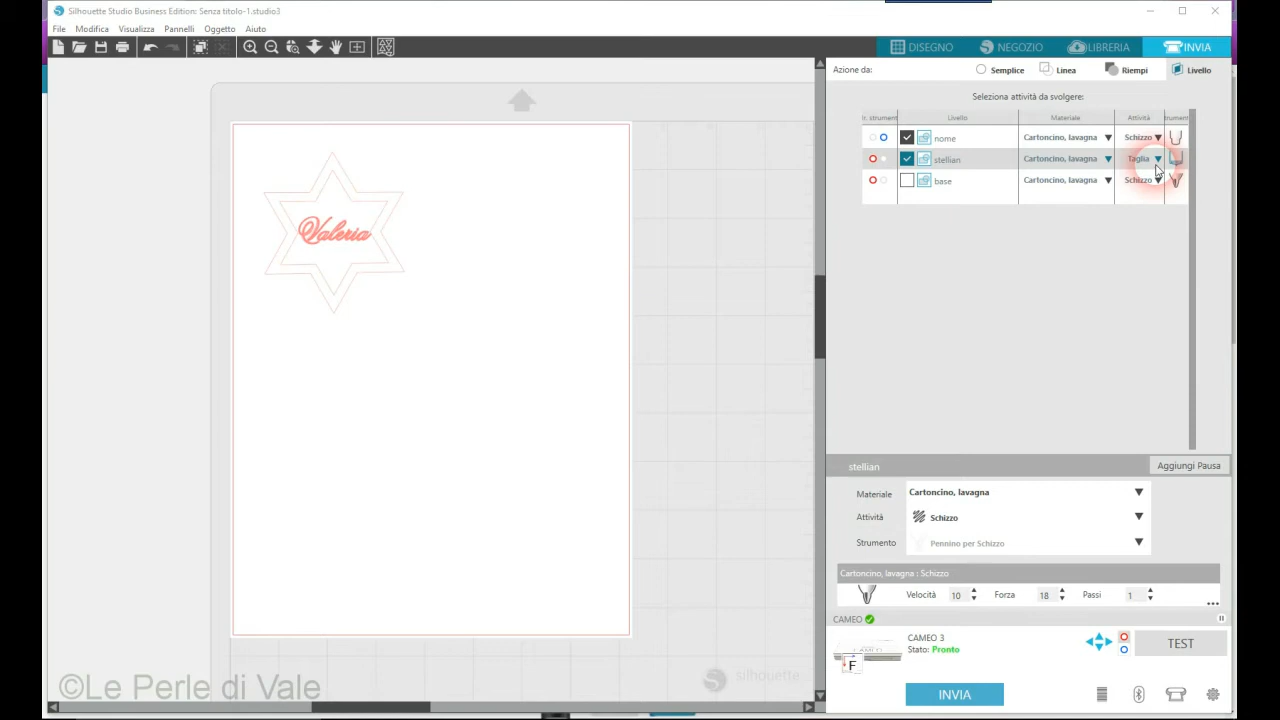 Silhouette Studio Business Edition: Senza titolo-1.studio3
File Modifica Visualizza Pannelli Oggetto Aiuto
DISEGNO NEGOZIO LIBRERIA INVIA
Azione da: Semplice Linea Riempi Livello
Seleziona attività da svolgere:
r. strument Livello Materiale Attività trument
nome Cartoncino, lavagna Schizzo
stellian Cartoncino, lavagna Taglia
base Cartoncino, lavagna Schizzo
Valeria
stellian Aggiungi Pausa
Materiale Cartoncino, lavagna
Attività Schizzo
Strumento Pennino per Schizzo
Cartoncino, lavagna : Schizzo
Velocità 10 Forza 18 Passi 1
CAMEO
CAMEO 3
Stato: Pronto
F
TEST
INVIA
silhouette
©Le Perle di Vale